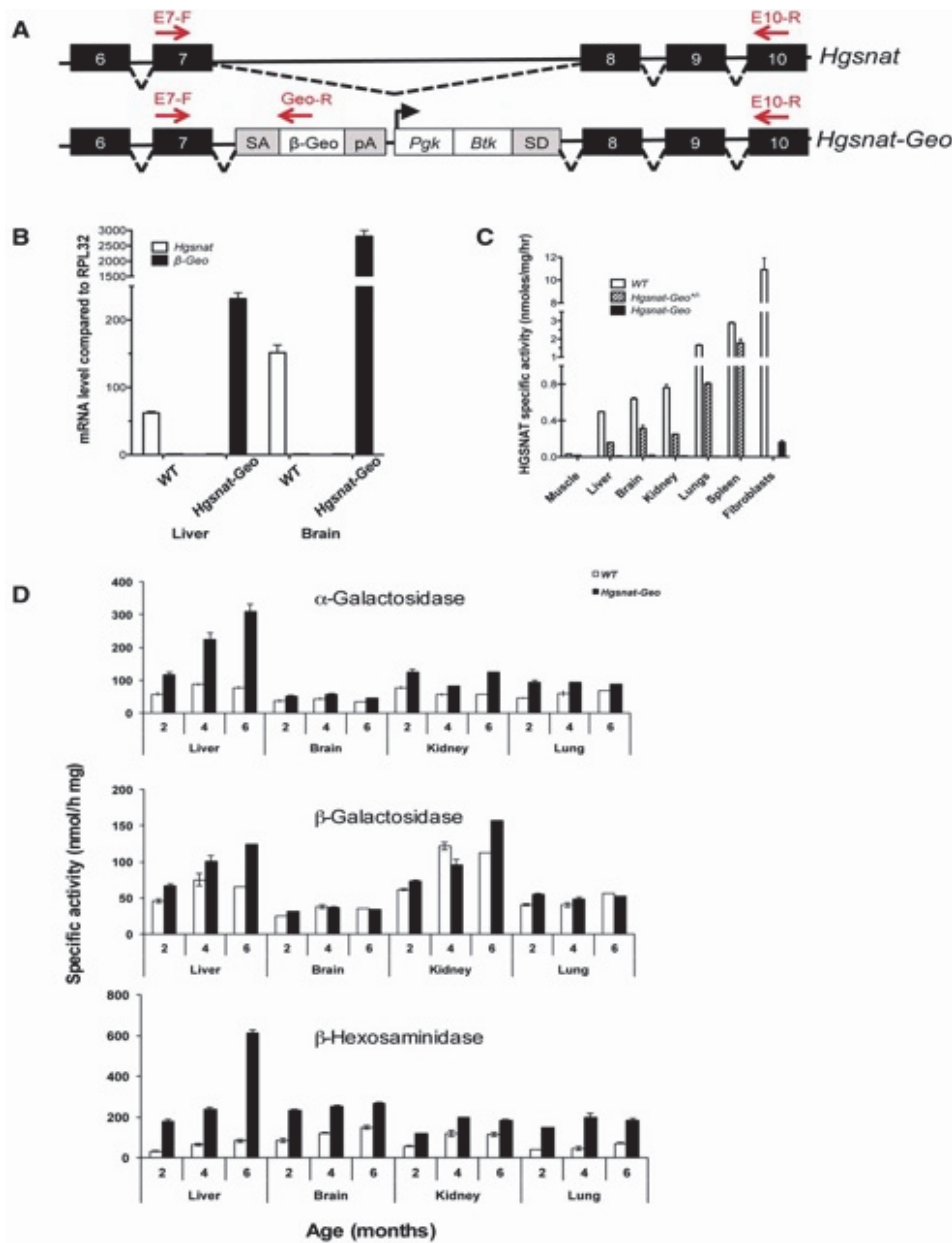 A
E7-F
E10-R
6
7
8
9
10
Hgsnat
E7-F
Geo-R
E10-R
6
7
SA
β-Geo
pA
Pgk
Btk
SD
8
9
10
Hgsnat-Geo
B
mRNA level compared to RPL32
3000
2500
2000
1500
200
100
0
Hgsnat
β-Geo
WT
Hgsnat-Geo
WT
Hgsnat-Geo
Liver
Brain
C
HGSNAT specific activity (nmoles/mg/hr)
12
10
8
6
4
3
2
1
0.8
0.4
0.0
WT
Hgsnat-Geo+/-
Hgsnat-Geo
Muscle
Liver
Brain
Kidney
Lungs
Spleen
Fibroblasts
D
WT
Hgsnat-Geo
Specific activity (nmol/h mg)
α-Galactosidase
400
300
200
100
0
2 4 6 2 4 6 2 4 6 2 4 6
Liver Brain Kidney Lung
β-Galactosidase
200
150
100
50
0
2 4 6 2 4 6 2 4 6 2 4 6
Liver Brain Kidney Lung
β-Hexosaminidase
800
600
400
200
0
2 4 6 2 4 6 2 4 6 2 4 6
Liver Brain Kidney Lung
Age (months)